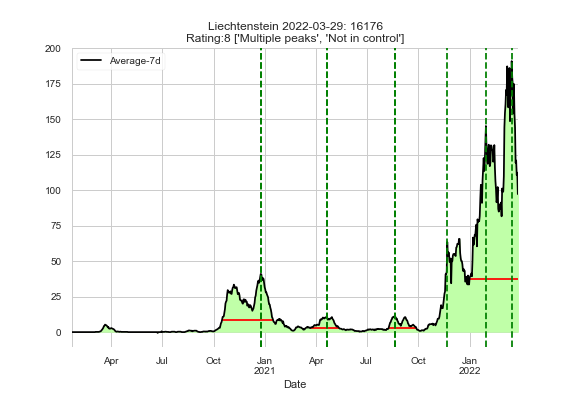 Liechtenstein 2022-03-29: 16176
Rating:8 ['Multiple peaks', 'Not in control']
200
175
150
125
100
75
50
25
0
Average-7d
Apr Jul Oct Jan Apr Jul Oct Jan
2021 2022
Date